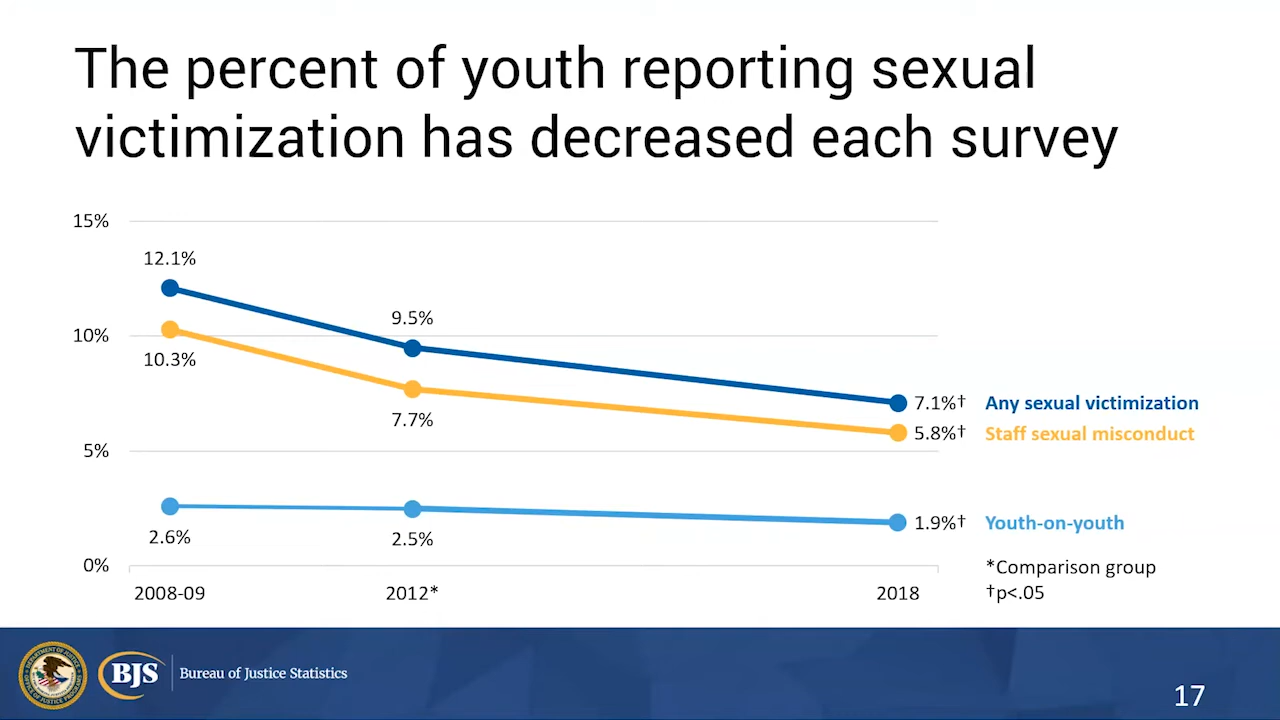 The percent of youth reporting sexual
victimization has decreased each survey
15%
12.1%
9.5%
10%
10.3%
7.1%†
Any sexual victimization
7.7%
5.8%†
Staff sexual misconduct
5%
2.6%
2.5%
1.9%†
Youth-on-youth
0%
*Comparison group
2008-09
2012*
2018
†p<.05
BJS
Bureau of Justice Statistics
17